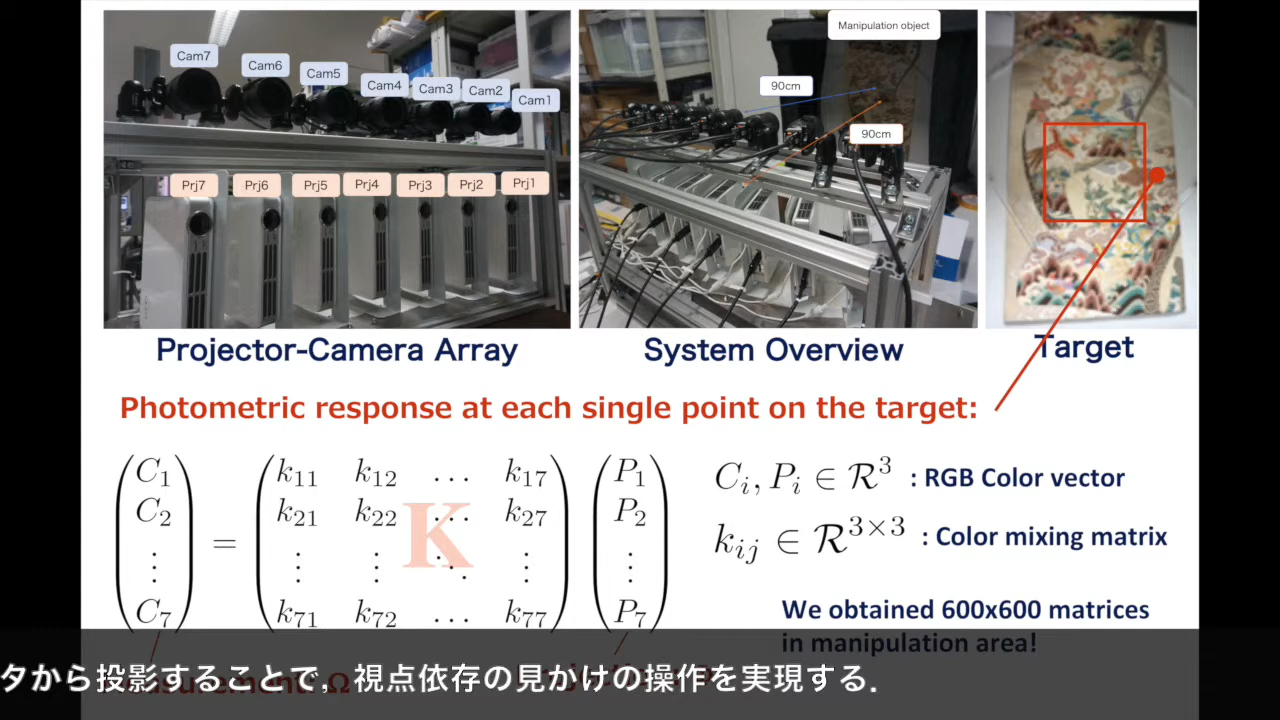 Cam7
Cam6
Cam5
Cam4
Cam3
Cam2
Cam1
Prj7
Prj6
Prj5
Prj4
Prj3
Prj2
Prj1
Manipulation object
90cm
90cm
Projector-Camera Array
System Overview
Target
Photometric response at each single point on the target:
C₁ k₁₁ k₁₂ … k₁₇ P₁
C₂ k₂₁ k₂₂ … k₂₇ P₂
⋮ = ⋮ ⋮ ⋱ ⋮ ⋮
C₇ k₇₁ k₇₂ … k₇₇ P₇
K
Cᵢ, Pᵢ ∈ ℛ³ : RGB Color vector
kᵢⱼ ∈ ℛ³ˣ³ : Color mixing matrix
We obtained 600x600 matrices
in manipulation area!
タから投影することで，視点依存の見かけの操作を実現する．